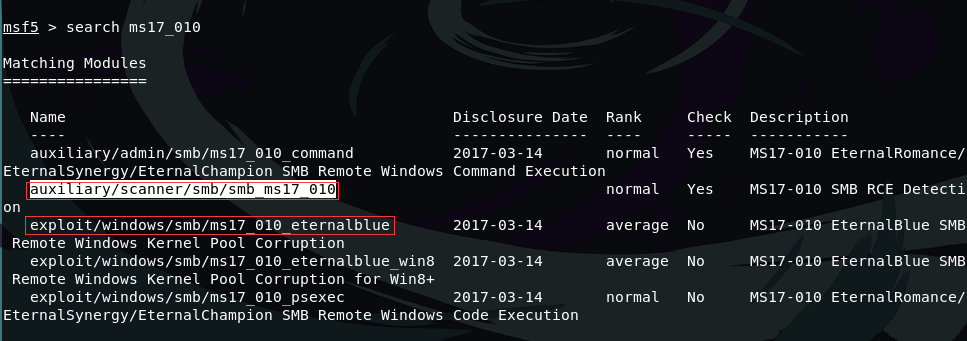 msf5 > search ms17_010
Matching Modules
================
Name Disclosure Date Rank Check Description
---- --------------- ---- ----- -----------
auxiliary/admin/smb/ms17_010_command 2017-03-14 normal Yes MS17-010 EternalRomance/
EternalSynergy/EternalChampion SMB Remote Windows Command Execution
auxiliary/scanner/smb/smb_ms17_010 normal Yes MS17-010 SMB RCE Detecti
on
exploit/windows/smb/ms17_010_eternalblue 2017-03-14 average No MS17-010 EternalBlue SMB
Remote Windows Kernel Pool Corruption
exploit/windows/smb/ms17_010_eternalblue_win8 2017-03-14 average No MS17-010 EternalBlue SMB
Remote Windows Kernel Pool Corruption for Win8+
exploit/windows/smb/ms17_010_psexec 2017-03-14 normal No MS17-010 EternalRomance/
EternalSynergy/EternalChampion SMB Remote Windows Code Execution